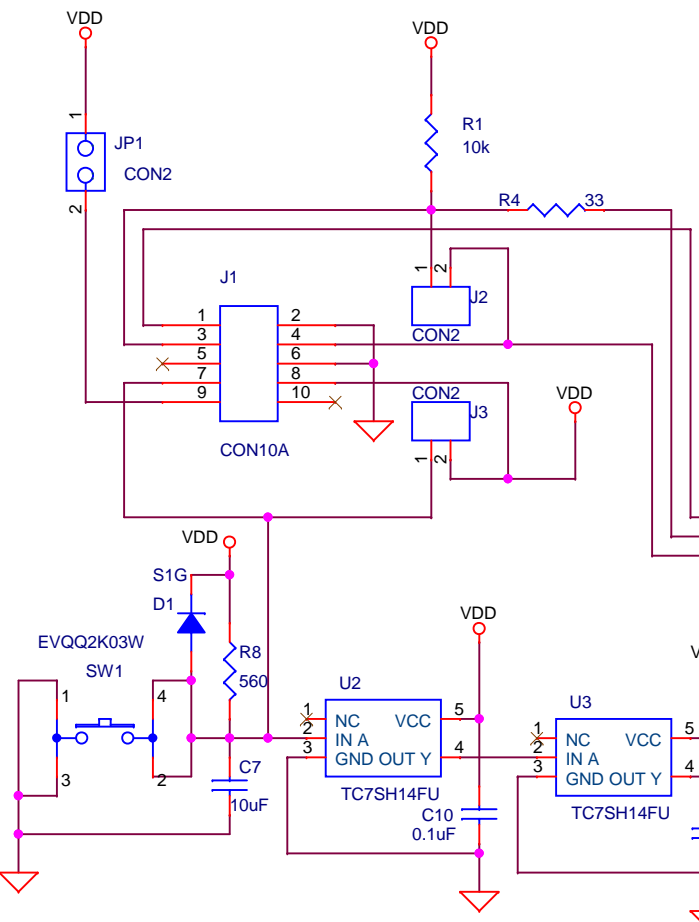 VDD
VDD
1
JP1
CON2
2
R1
10k
R4 33
J1
1 2
3 4
5 6
7 8
9 10
CON10A
1 2
J2
CON2
CON2
J3
1 2
VDD
VDD
S1G
D1
EVQQ2K03W
SW1
1 4
3 2
R8
560
C7
10uF
VDD
U2
1 NC VCC 5
2 IN A
3 GND OUT Y 4
TC7SH14FU
C10
0.1uF
U3
1 NC VCC 5
2 IN A
3 GND OUT Y 4
TC7SH14FU